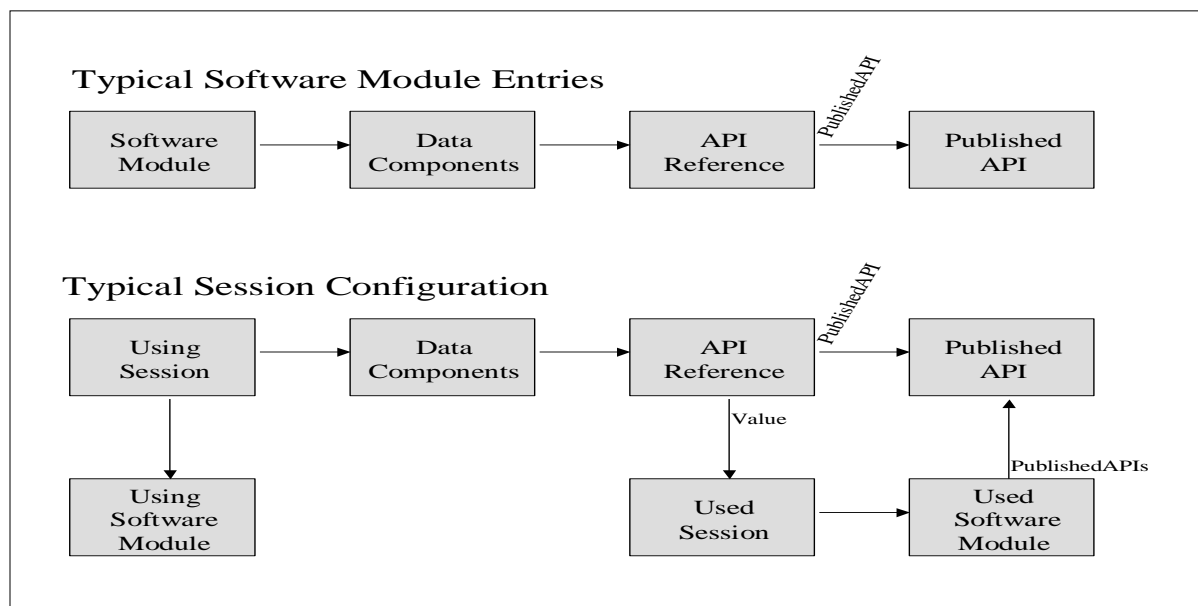 Typical Software Module Entries
PublishedAPI
Software
Module
Data
Components
API
Reference
Published
API
Typical Session Configuration
PublishedAPI
Using
Session
Data
Components
API
Reference
Published
API
Value
PublishedAPIs
Using
Software
Module
Used
Session
Used
Software
Module